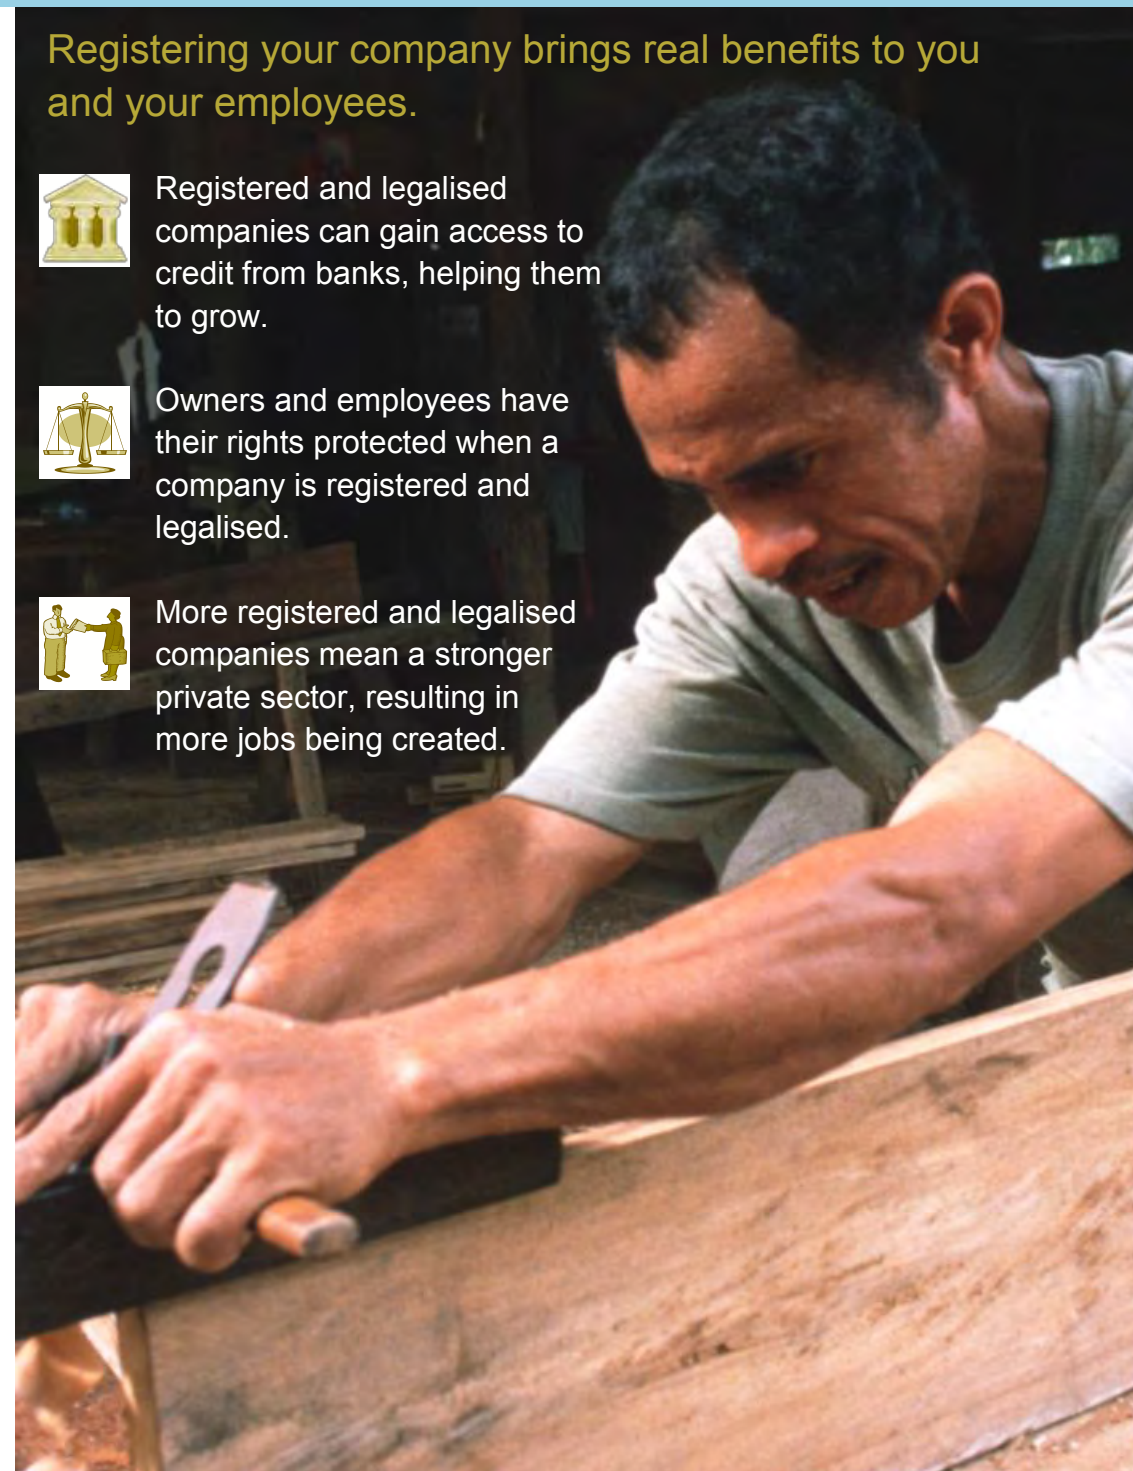 Registering your company brings real benefits to you
and your employees.
Registered and legalised
companies can gain access to
credit from banks, helping them
to grow.
Owners and employees have
their rights protected when a
company is registered and
legalised.
More registered and legalised
companies mean a stronger
private sector, resulting in
more jobs being created.